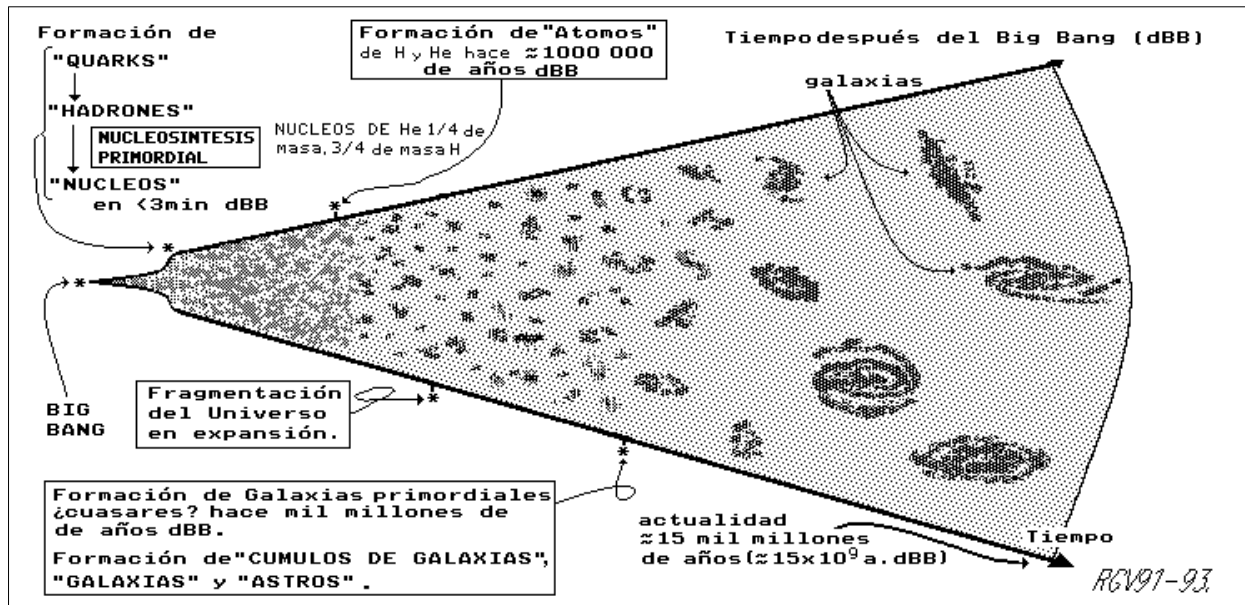 Formación de
"QUARKS"
"HADRONES"
NUCLEOSINTESIS
PRIMORDIAL
"NUCLEOS"
en <3min dBB
Formación de "Atomos"
de H y He hace ≈1000 000
de años dBB
NUCLEOS DE He 1/4 de
masa, 3/4 de masa H
Tiempo después del Big Bang (dBB)
galaxias
BIG
BANG
Fragmentación
del Universo
en expansión.
Formación de Galaxias primordiales
¿cuasares? hace mil millones de
de años dBB.
Formación de "CUMULOS DE GALAXIAS",
"GALAXIAS" y "ASTROS".
actualidad
≈15 mil millones
de años (≈15x10⁹a.dBB)
Tiempo
RGV91-93.